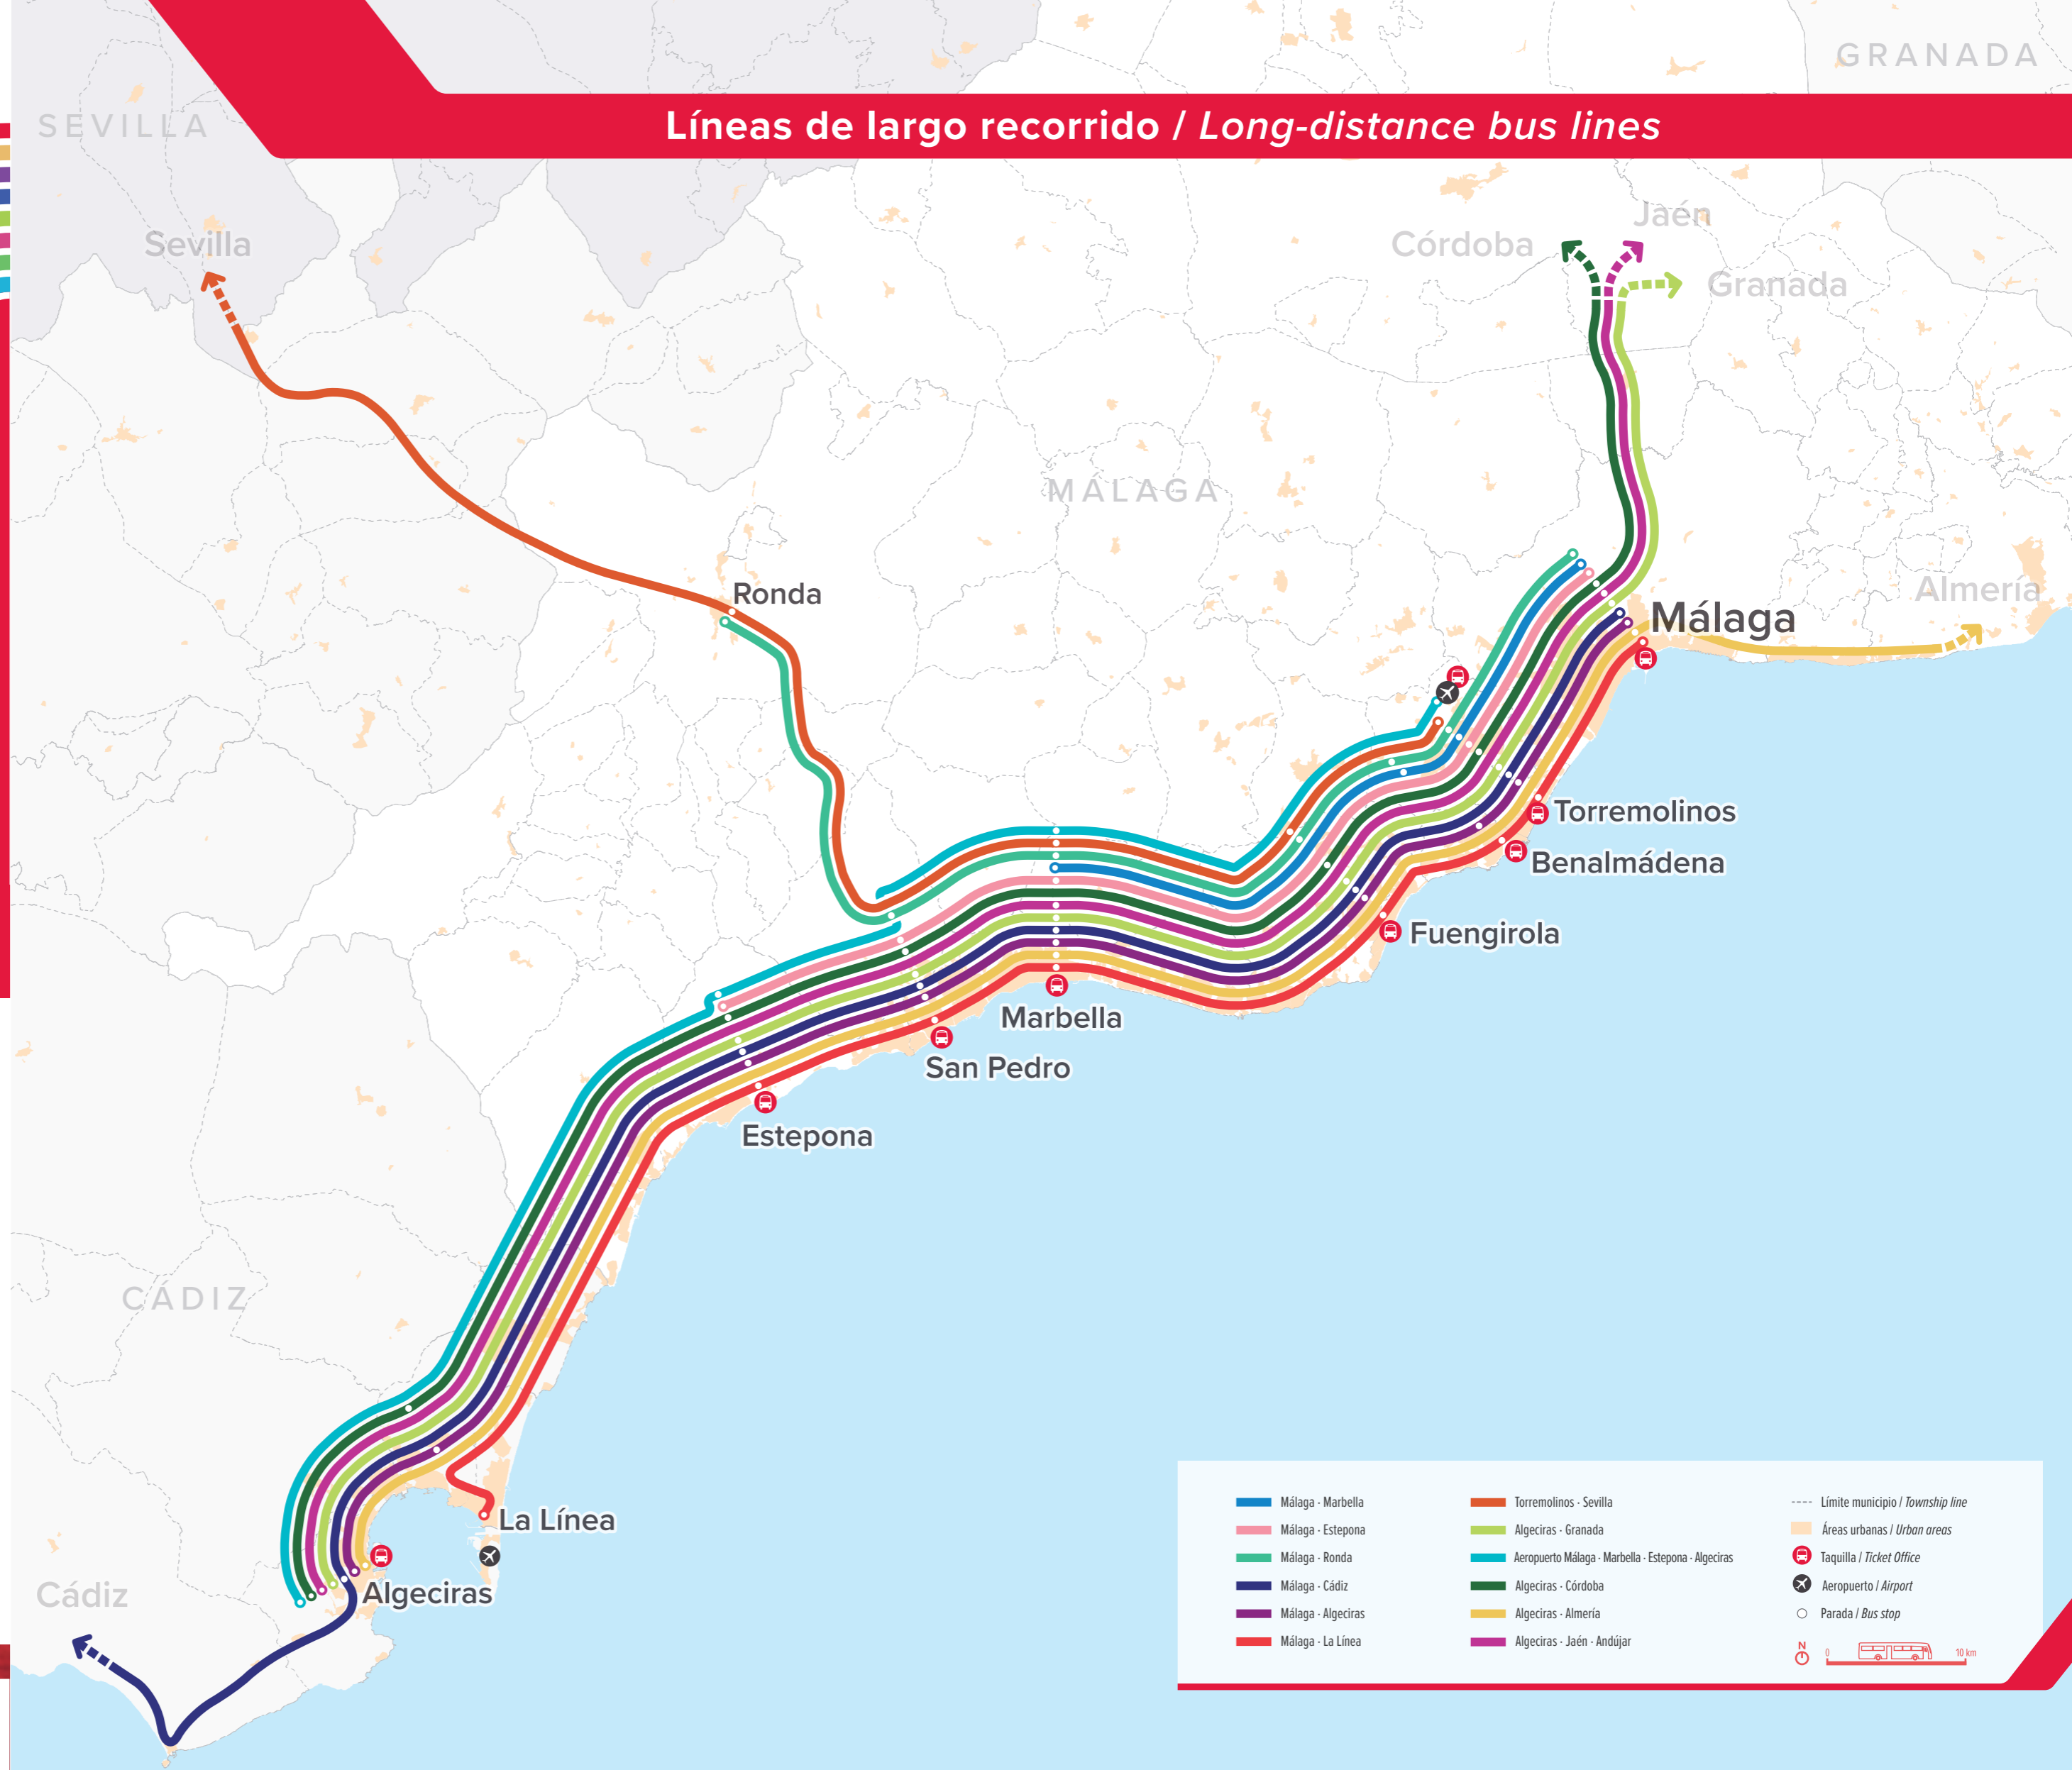 GRANADA
SEVILLA
Líneas de largo recorrido / Long-distance bus lines
Jaén
Córdoba
Sevilla
Granada
MÁLAGA
Ronda
Almería
Málaga
Torremolinos
Benalmádena
Fuengirola
Marbella
San Pedro
Estepona
CÁDIZ
La Línea
Algeciras
Cádiz
Málaga - Marbella
Málaga - Estepona
Málaga - Ronda
Málaga - Cádiz
Málaga - Algeciras
Málaga - La Línea
Torremolinos - Sevilla
Algeciras - Granada
Aeropuerto Málaga - Marbella - Estepona - Algeciras
Algeciras - Córdoba
Algeciras - Almería
Algeciras - Jaén - Andújar
Límite municipio / Township line
Áreas urbanas / Urban areas
Taquilla / Ticket Office
Aeropuerto / Airport
Parada / Bus stop
N
0 10 km